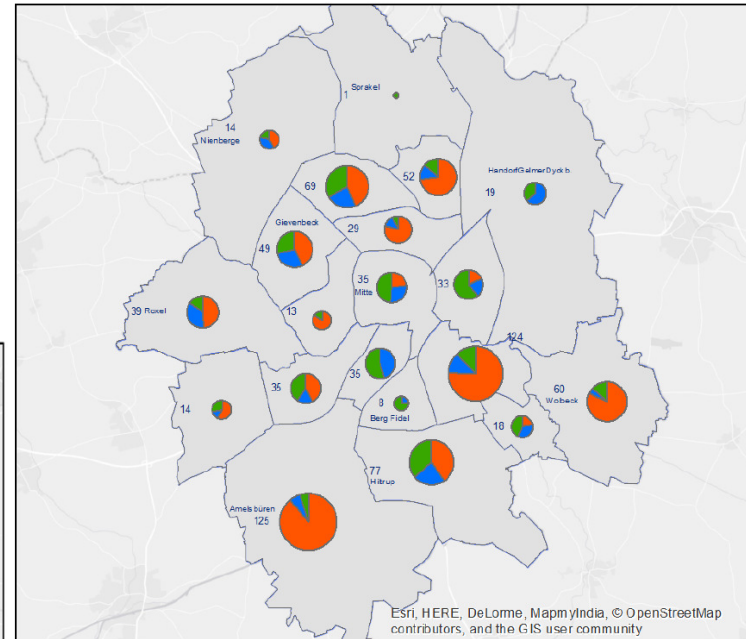 Sprakel
1
14
Nienberge
69
52
HandorfGelmerDyckb.
19
29
Gievenbeck
49
35
Mitte
33
39 Roxel
13
124
35
35
60
Wolbeck
14
8
Berg Fidel
18
77
Hiltrup
Amelsbüren
125
Esri, HERE, DeLorme, MapmyIndia, © OpenStreetMap
contributors, and the GIS user community